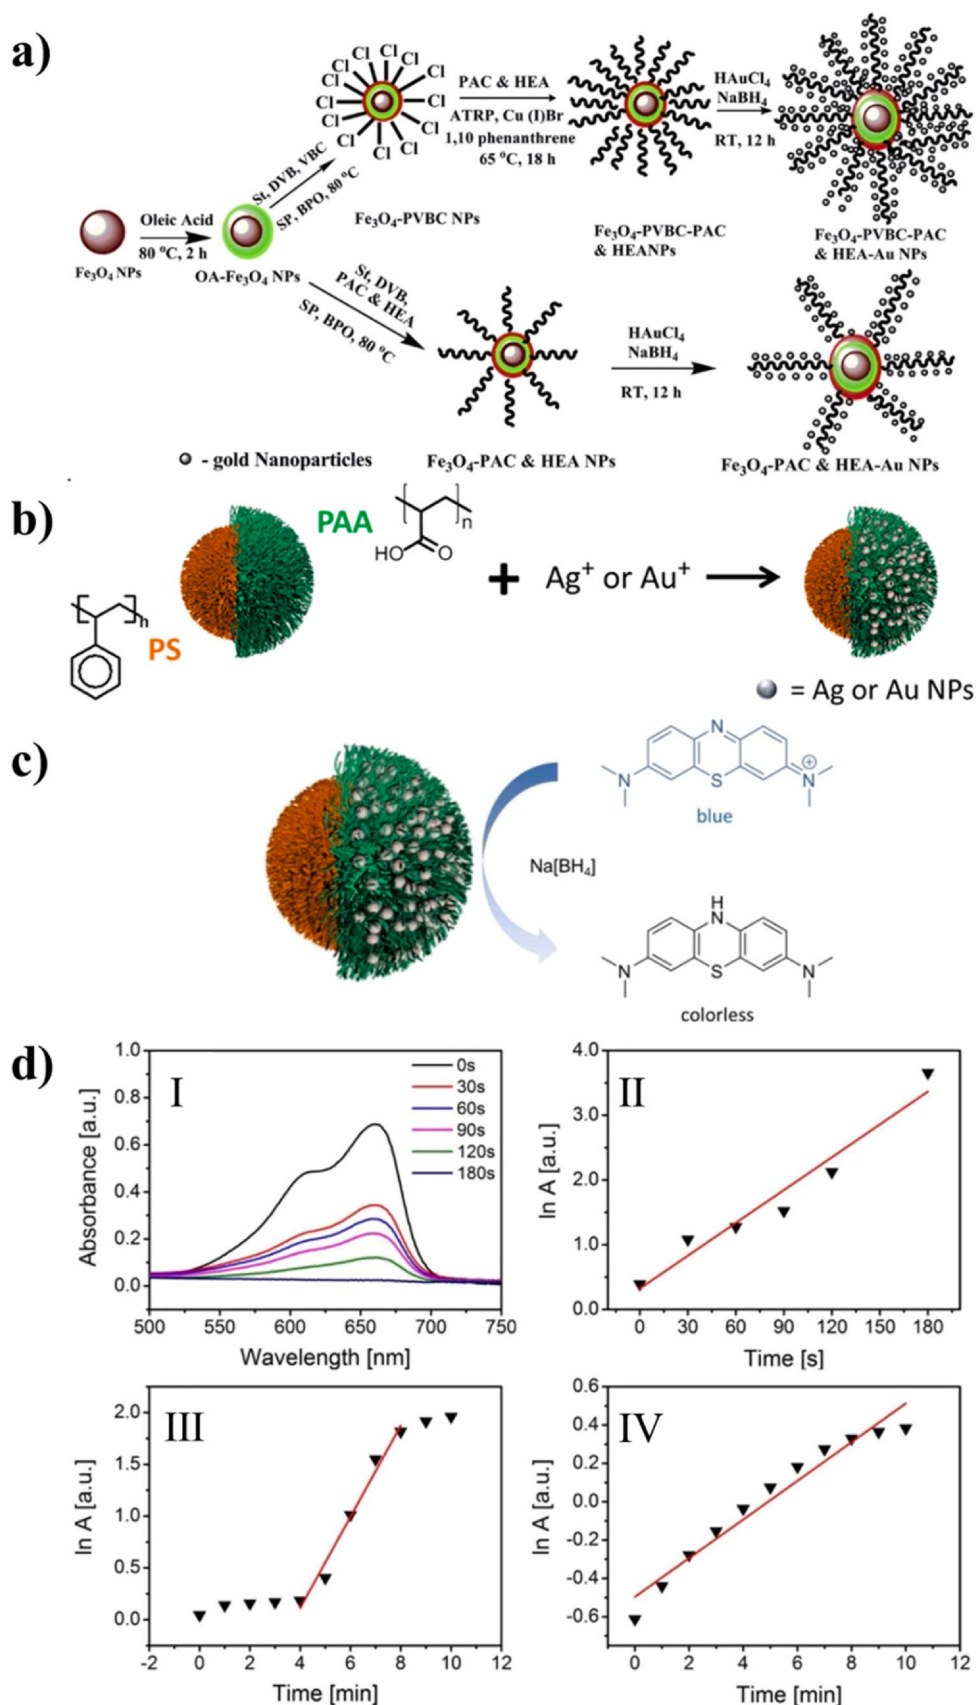 a)
Cl Cl Cl Cl Cl Cl Cl Cl Cl Cl Cl Cl
PAC & HEA
ATRP, Cu (I)Br
1,10 phenanthrene
65 °C, 18 h
HAuCl4
NaBH4
RT, 12 h
St, DVB, VBC
SP, BPO, 80 °C
Oleic Acid
80 °C, 2 h
Fe3O4 NPs
OA-Fe3O4 NPs
Fe3O4-PVBC NPs
Fe3O4-PVBC-PAC
& HEANPs
Fe3O4-PVBC-PAC
& HEA-Au NPs
St, DVB,
PAC & HEA
SP, BPO, 80 °C
HAuCl4
NaBH4
RT, 12 h
- gold Nanoparticles
Fe3O4-PAC & HEA NPs
Fe3O4-PAC & HEA-Au NPs
b)
PAA
n
HO O
+ Ag+ or Au+
n
PS
= Ag or Au NPs
c)
N
N S N
+
blue
Na[BH4]
H
N
N S N
colorless
d)
I
Absorbance [a.u.]
1.0
0.8
0.6
0.4
0.2
0.0
0s
30s
60s
90s
120s
180s
500 550 600 650 700 750
Wavelength [nm]
II
ln A [a.u.]
4.0
3.0
2.0
1.0
0.0
0 30 60 90 120 150 180
Time [s]
III
ln A [a.u.]
2.0
1.5
1.0
0.5
0.0
-2 0 2 4 6 8 10 12
Time [min]
IV
ln A [a.u.]
0.6
0.4
0.2
0.0
-0.2
-0.4
-0.6
0 2 4 6 8 10 12
Time [min]